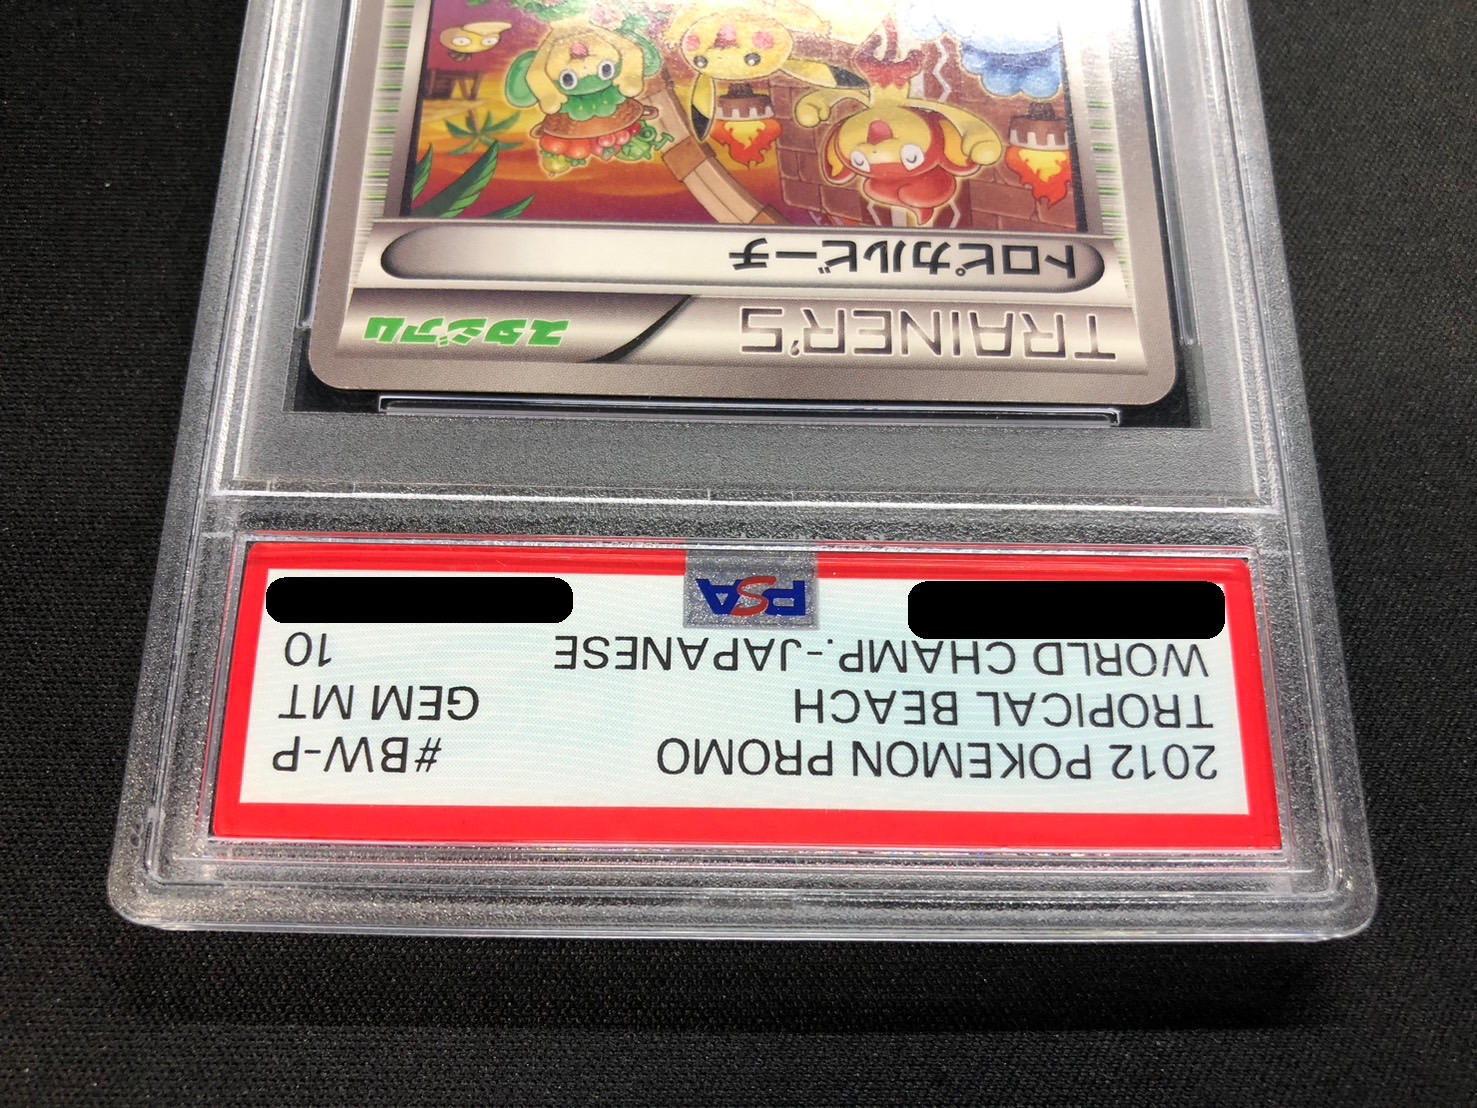 2012 POKEMON PROMO #BW-P
TROPICAL BEACH GEM MT
WORLD CHAMP.-JAPANESE 10
PSA
TRAINER'S スタジアム
トロピカルビーチ